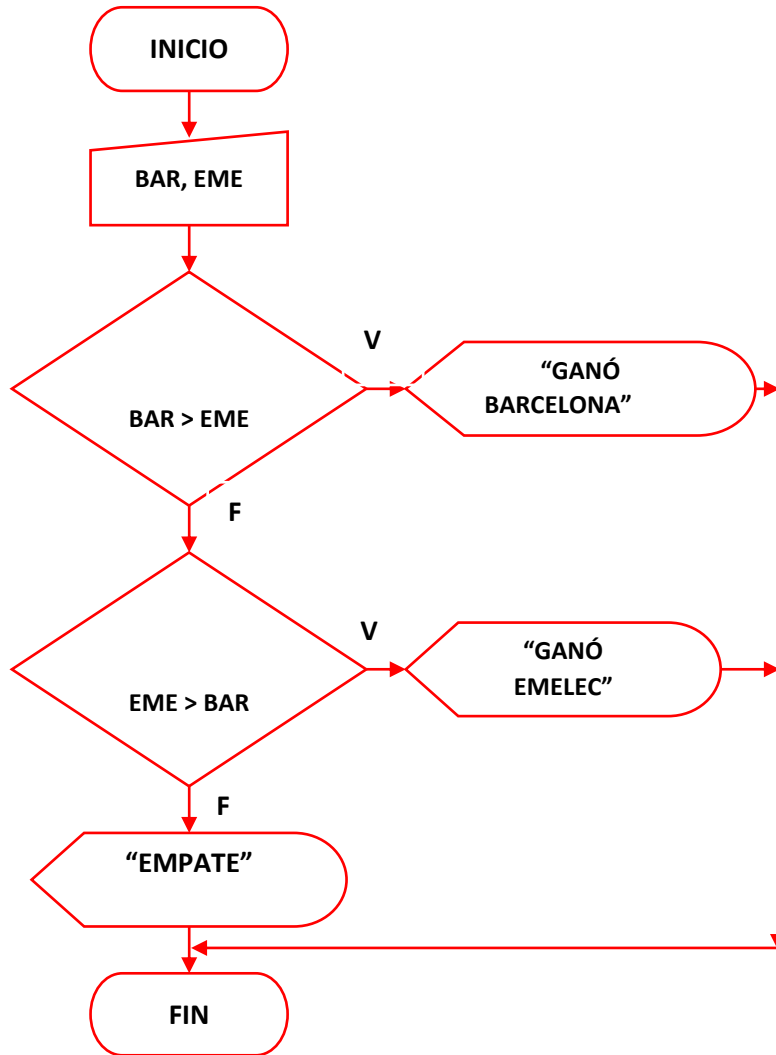 INICIO
BAR, EME
V
“GANÓ
BARCELONA”
BAR > EME
F
V
“GANÓ
EMELEC”
EME > BAR
F
“EMPATE”
FIN